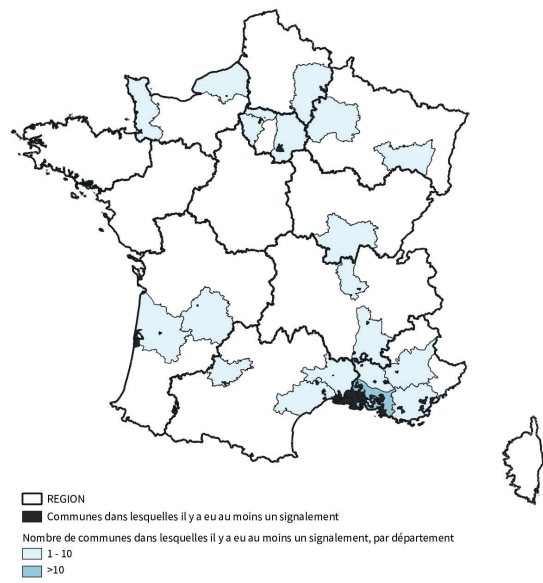 REGION
Communes dans lesquelles il y a eu au moins un signalement
Nombre de communes dans lesquelles il y a eu au moins un signalement, par département
1 - 10
>10